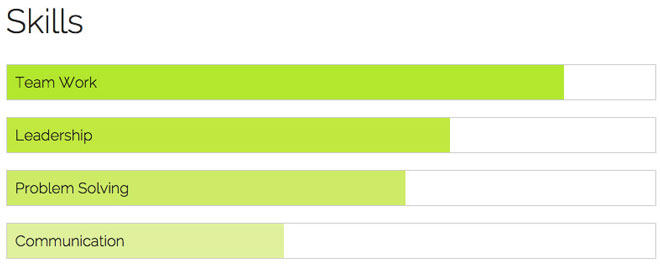 Skills
Team Work
Leadership
Problem Solving
Communication